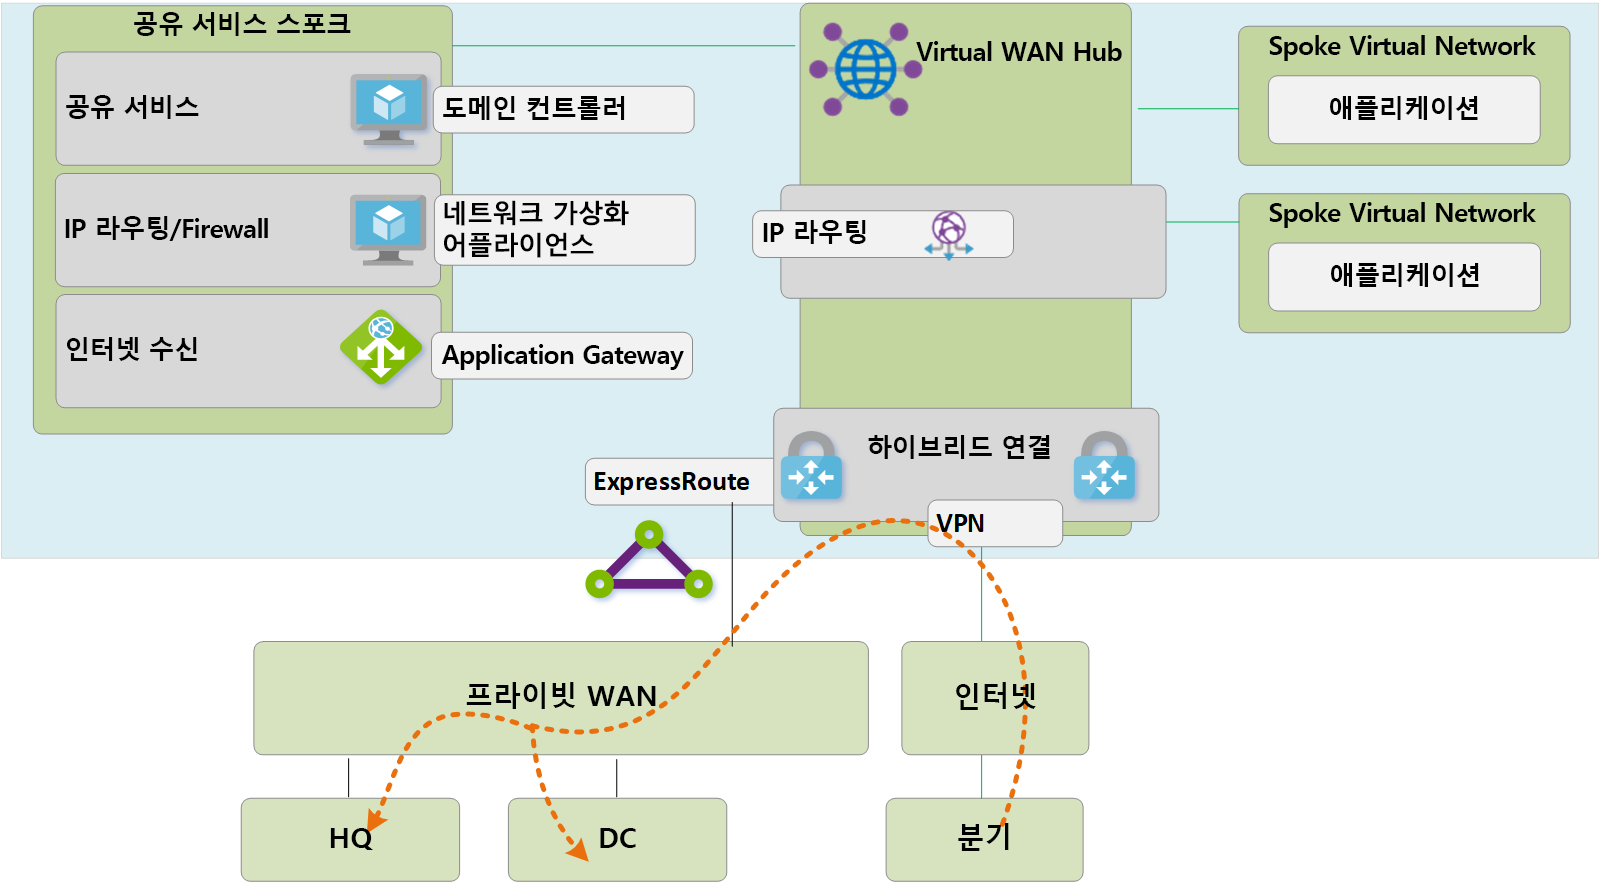 공유 서비스 스포크
공유 서비스
도메인 컨트롤러
IP 라우팅/Firewall
네트워크 가상화
어플라이언스
인터넷 수신
Application Gateway
Virtual WAN Hub
IP 라우팅
하이브리드 연결
ExpressRoute
VPN
Spoke Virtual Network
애플리케이션
Spoke Virtual Network
애플리케이션
프라이빗 WAN
인터넷
HQ
DC
분기